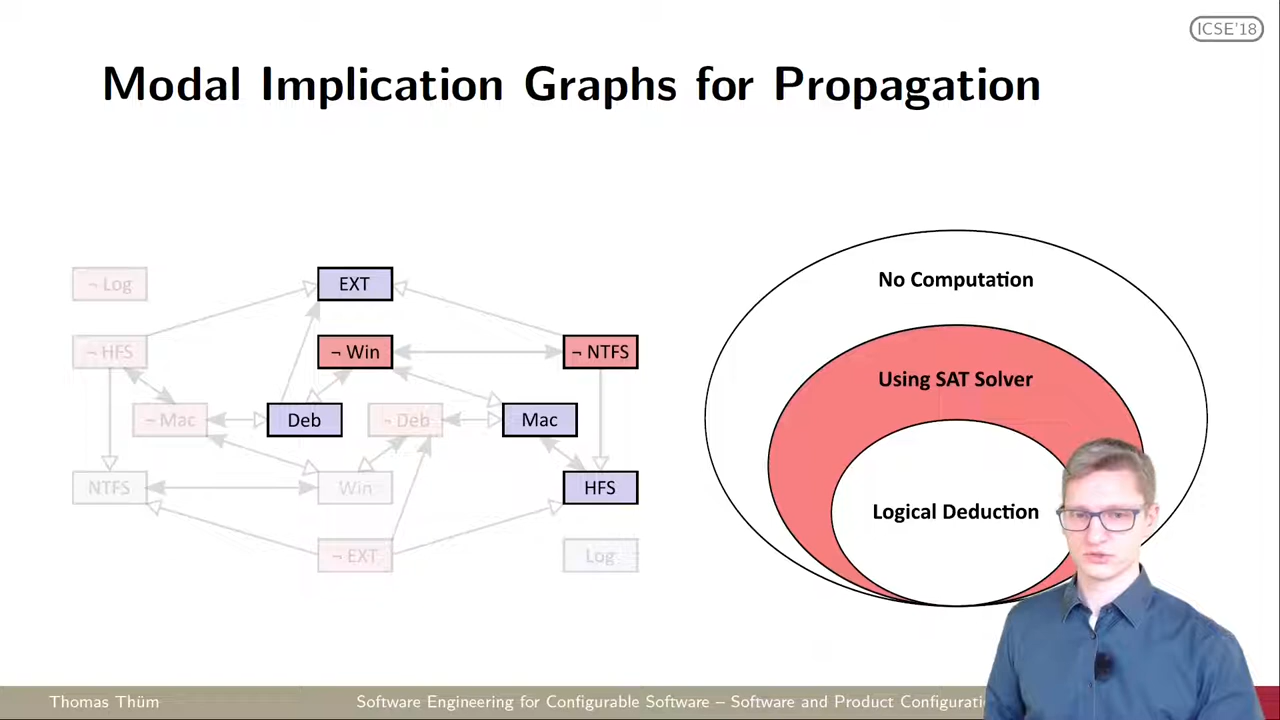 ICSE'18
Modal Implication Graphs for Propagation
¬ Log
EXT
¬ HFS
¬ Win
¬ NTFS
¬ Mac
Deb
¬ Deb
Mac
NTFS
Win
HFS
¬ EXT
Log
No Computation
Using SAT Solver
Logical Deduction
Thomas Thüm
Software Engineering for Configurable Software – Software and Product Configurati